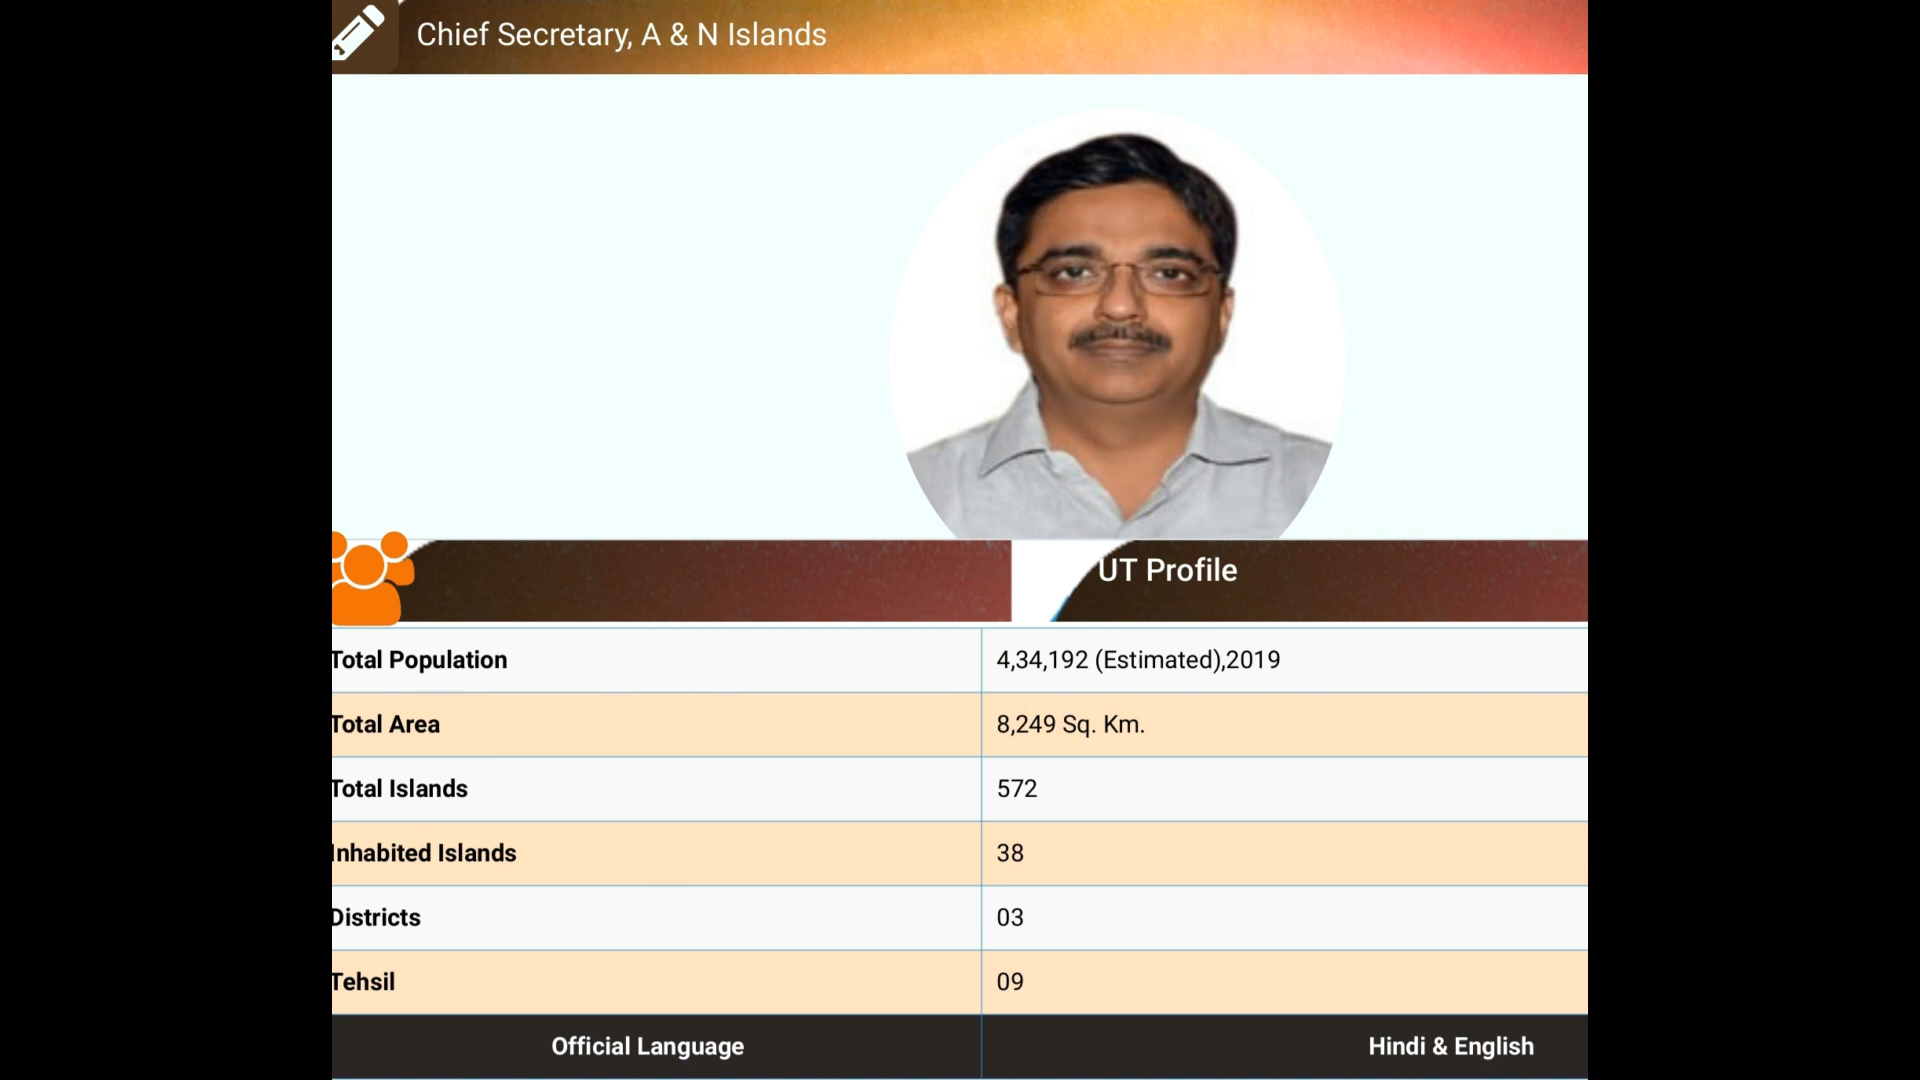 Chief Secretary, A & N Islands
UT Profile
Total Population 4,34,192 (Estimated),2019
Total Area 8,249 Sq. Km.
Total Islands 572
Inhabited Islands 38
Districts 03
Tehsil 09
Official Language Hindi & English